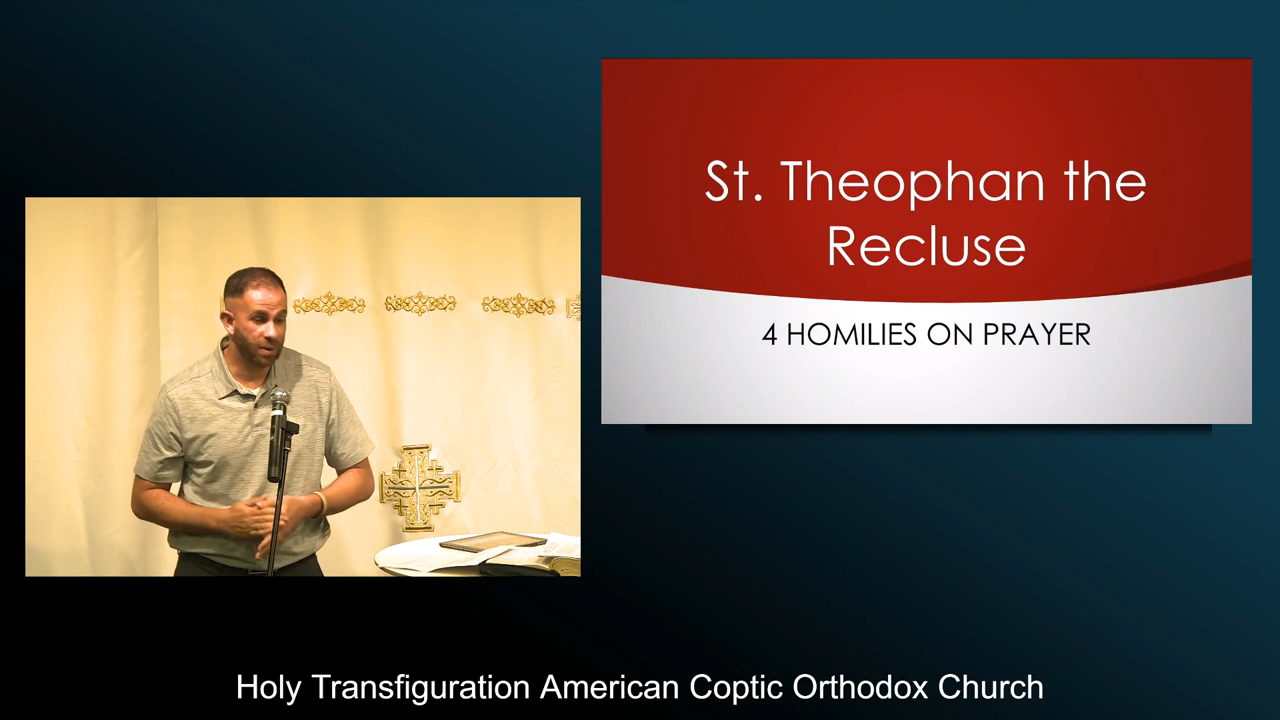 St. Theophan the
Recluse
4 HOMILIES ON PRAYER
Holy Transfiguration American Coptic Orthodox Church